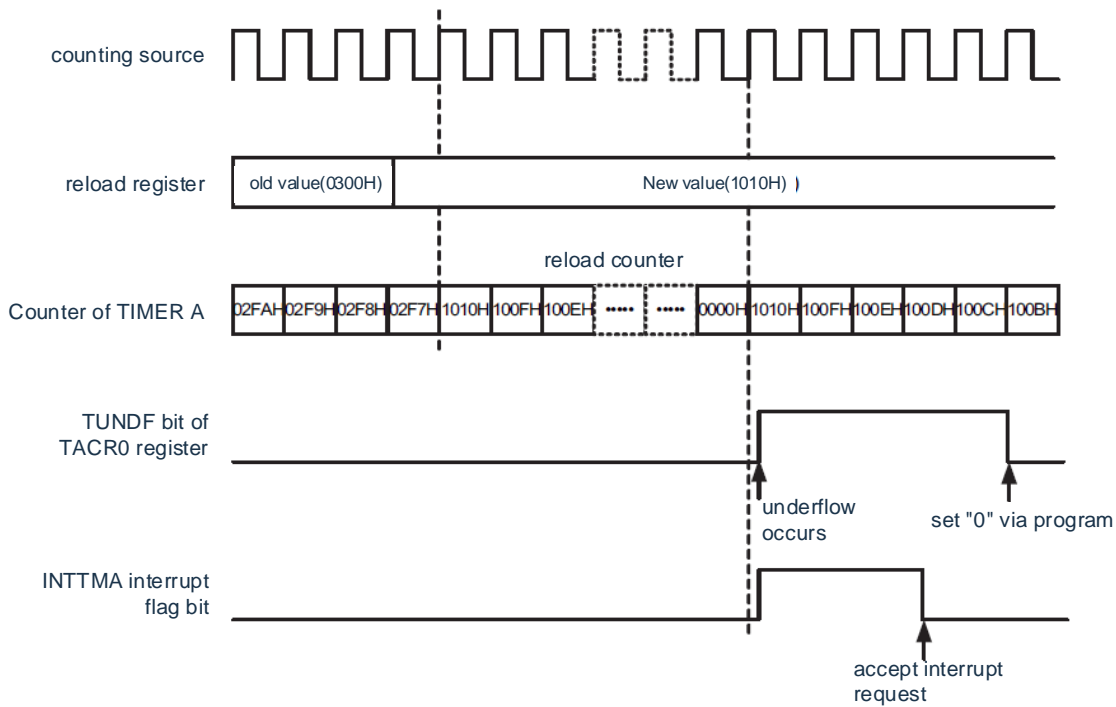 counting source
reload register
old value(0300H)
New value(1010H) )
reload counter
Counter of TIMER A
02FAH 02F9H 02F8H 02F7H 1010H 100FH 100EH ····· ····· 0000H 1010H 100FH 100EH 100DH 100CH 100BH
TUNDF bit of
TACR0 register
underflow
occurs
set "0" via program
INTTMA interrupt
flag bit
accept interrupt
request